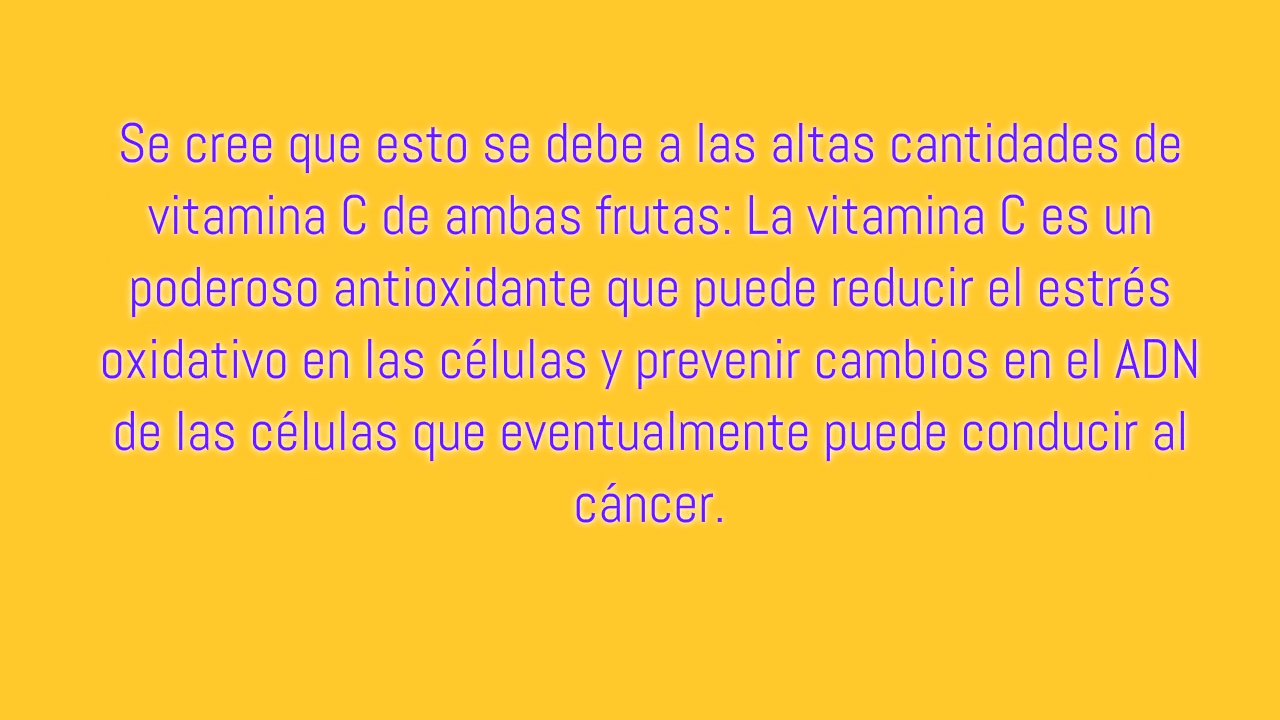 Se cree que esto se debe a las altas cantidades de
vitamina C de ambas frutas: La vitamina C es un
poderoso antioxidante que puede reducir el estrés
oxidativo en las células y prevenir cambios en el ADN
de las células que eventualmente puede conducir al
cáncer.